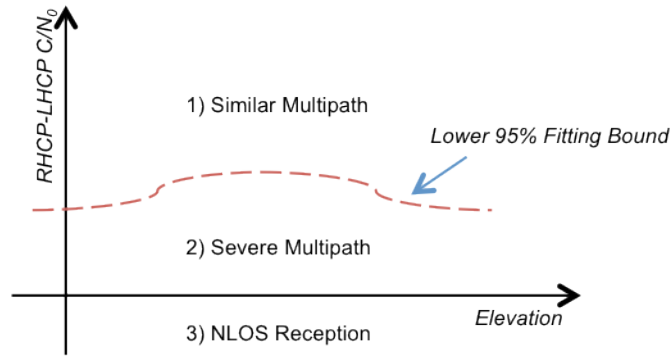 RHCP-LHCP C/N₀
1) Similar Multipath
Lower 95% Fitting Bound
2) Severe Multipath
Elevation
3) NLOS Reception